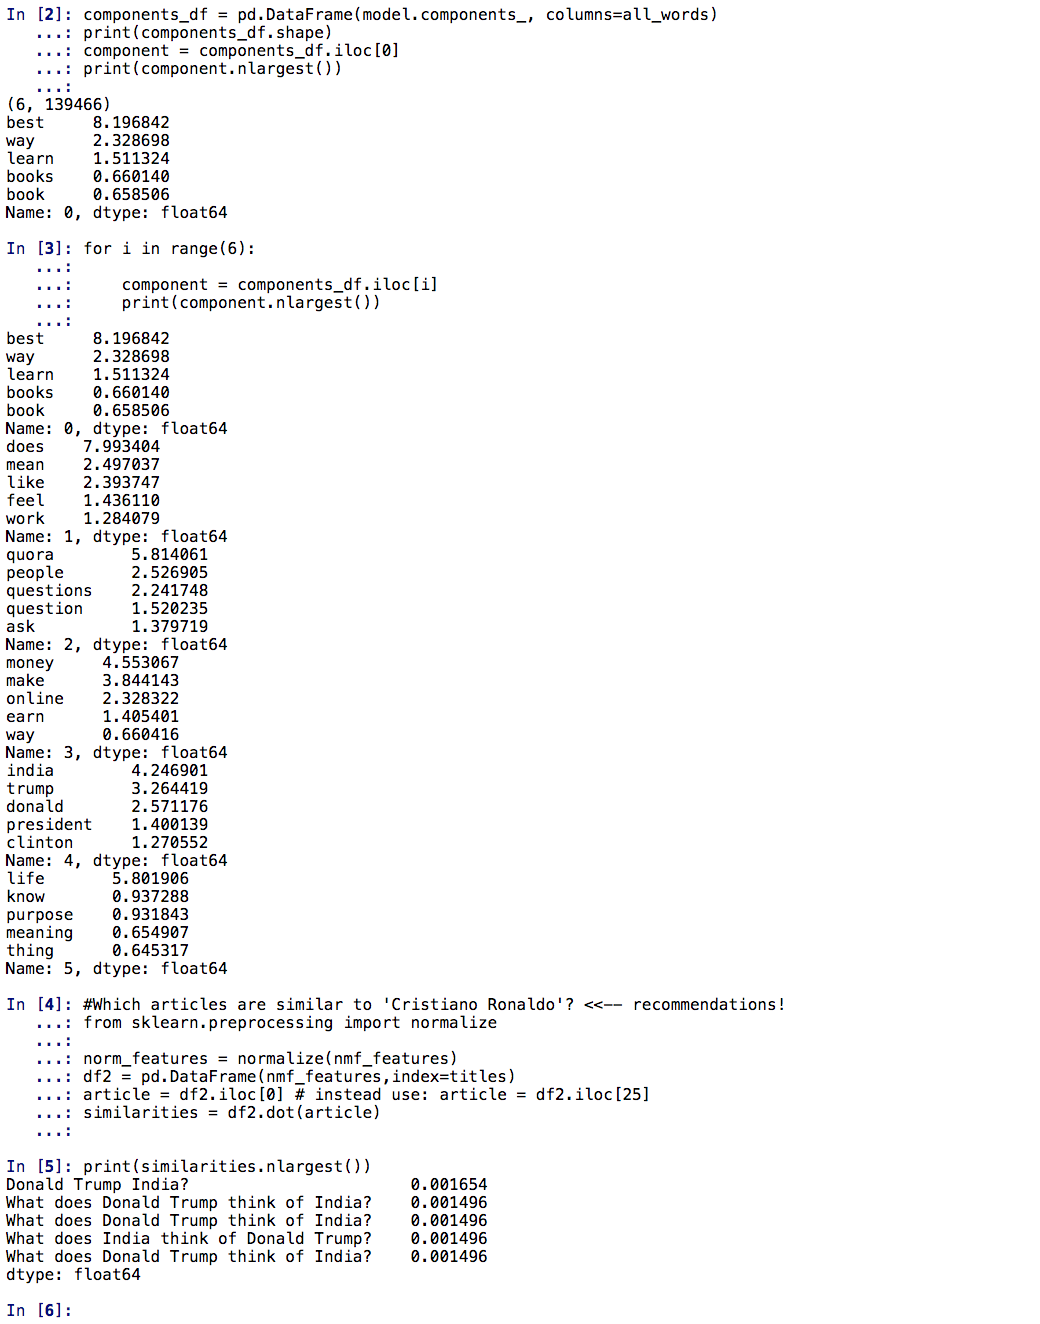 In [2]: components_df = pd.DataFrame(model.components_, columns=all_words)
   ...: print(components_df.shape)
   ...: component = components_df.iloc[0]
   ...: print(component.nlargest())
   ...:
(6, 139466)
best     8.196842
way      2.328698
learn    1.511324
books    0.660140
book     0.658506
Name: 0, dtype: float64

In [3]: for i in range(6):
   ...:
   ...:     component = components_df.iloc[i]
   ...:     print(component.nlargest())
   ...:
best     8.196842
way      2.328698
learn    1.511324
books    0.660140
book     0.658506
Name: 0, dtype: float64
does    7.993404
mean    2.497037
like    2.393747
feel    1.436110
work    1.284079
Name: 1, dtype: float64
quora        5.814061
people       2.526905
questions    2.241748
question     1.520235
ask          1.379719
Name: 2, dtype: float64
money     4.553067
make      3.844143
online    2.328322
earn      1.405401
way       0.660416
Name: 3, dtype: float64
india        4.246901
trump        3.264419
donald       2.571176
president    1.400139
clinton      1.270552
Name: 4, dtype: float64
life       5.801906
know       0.937288
purpose    0.931843
meaning    0.654907
thing      0.645317
Name: 5, dtype: float64

In [4]: #Which articles are similar to 'Cristiano Ronaldo'? <<-- recommendations!
   ...: from sklearn.preprocessing import normalize
   ...:
   ...: norm_features = normalize(nmf_features)
   ...: df2 = pd.DataFrame(nmf_features,index=titles)
   ...: article = df2.iloc[0] # instead use: article = df2.iloc[25]
   ...: similarities = df2.dot(article)
   ...:

In [5]: print(similarities.nlargest())
Donald Trump India?                       0.001654
What does Donald Trump think of India?    0.001496
What does Donald Trump think of India?    0.001496
What does India think of Donald Trump?    0.001496
What does Donald Trump think of India?    0.001496
dtype: float64

In [6]: